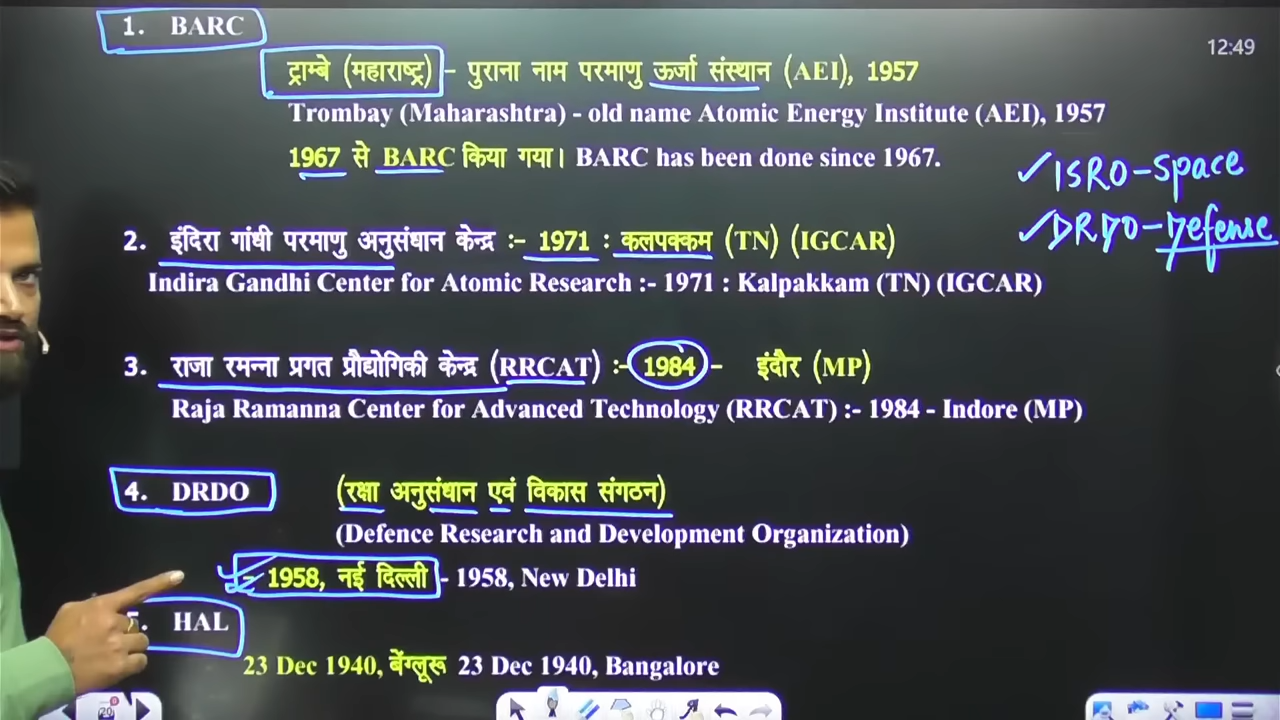 1. BARC
12:49
ट्राम्बे (महाराष्ट्र) - पुराना नाम परमाणु ऊर्जा संस्थान (AEI), 1957
Trombay (Maharashtra) - old name Atomic Energy Institute (AEI), 1957
1967 से BARC किया गया। BARC has been done since 1967.
✓ISRO-Space
✓DRDO-Defense
2. इंदिरा गांधी परमाणु अनुसंधान केन्द्र :- 1971 : कलपक्कम (TN) (IGCAR)
Indira Gandhi Center for Atomic Research :- 1971 : Kalpakkam (TN) (IGCAR)
3. राजा रमन्ना प्रगत प्रौद्योगिकी केन्द्र (RRCAT) :- 1984 - इंदौर (MP)
Raja Ramanna Center for Advanced Technology (RRCAT) :- 1984 - Indore (MP)
4. DRDO (रक्षा अनुसंधान एवं विकास संगठन)
(Defence Research and Development Organization)
- 1958, नई दिल्ली - 1958, New Delhi
5. HAL
23 Dec 1940, बेंग्लूरू 23 Dec 1940, Bangalore
20